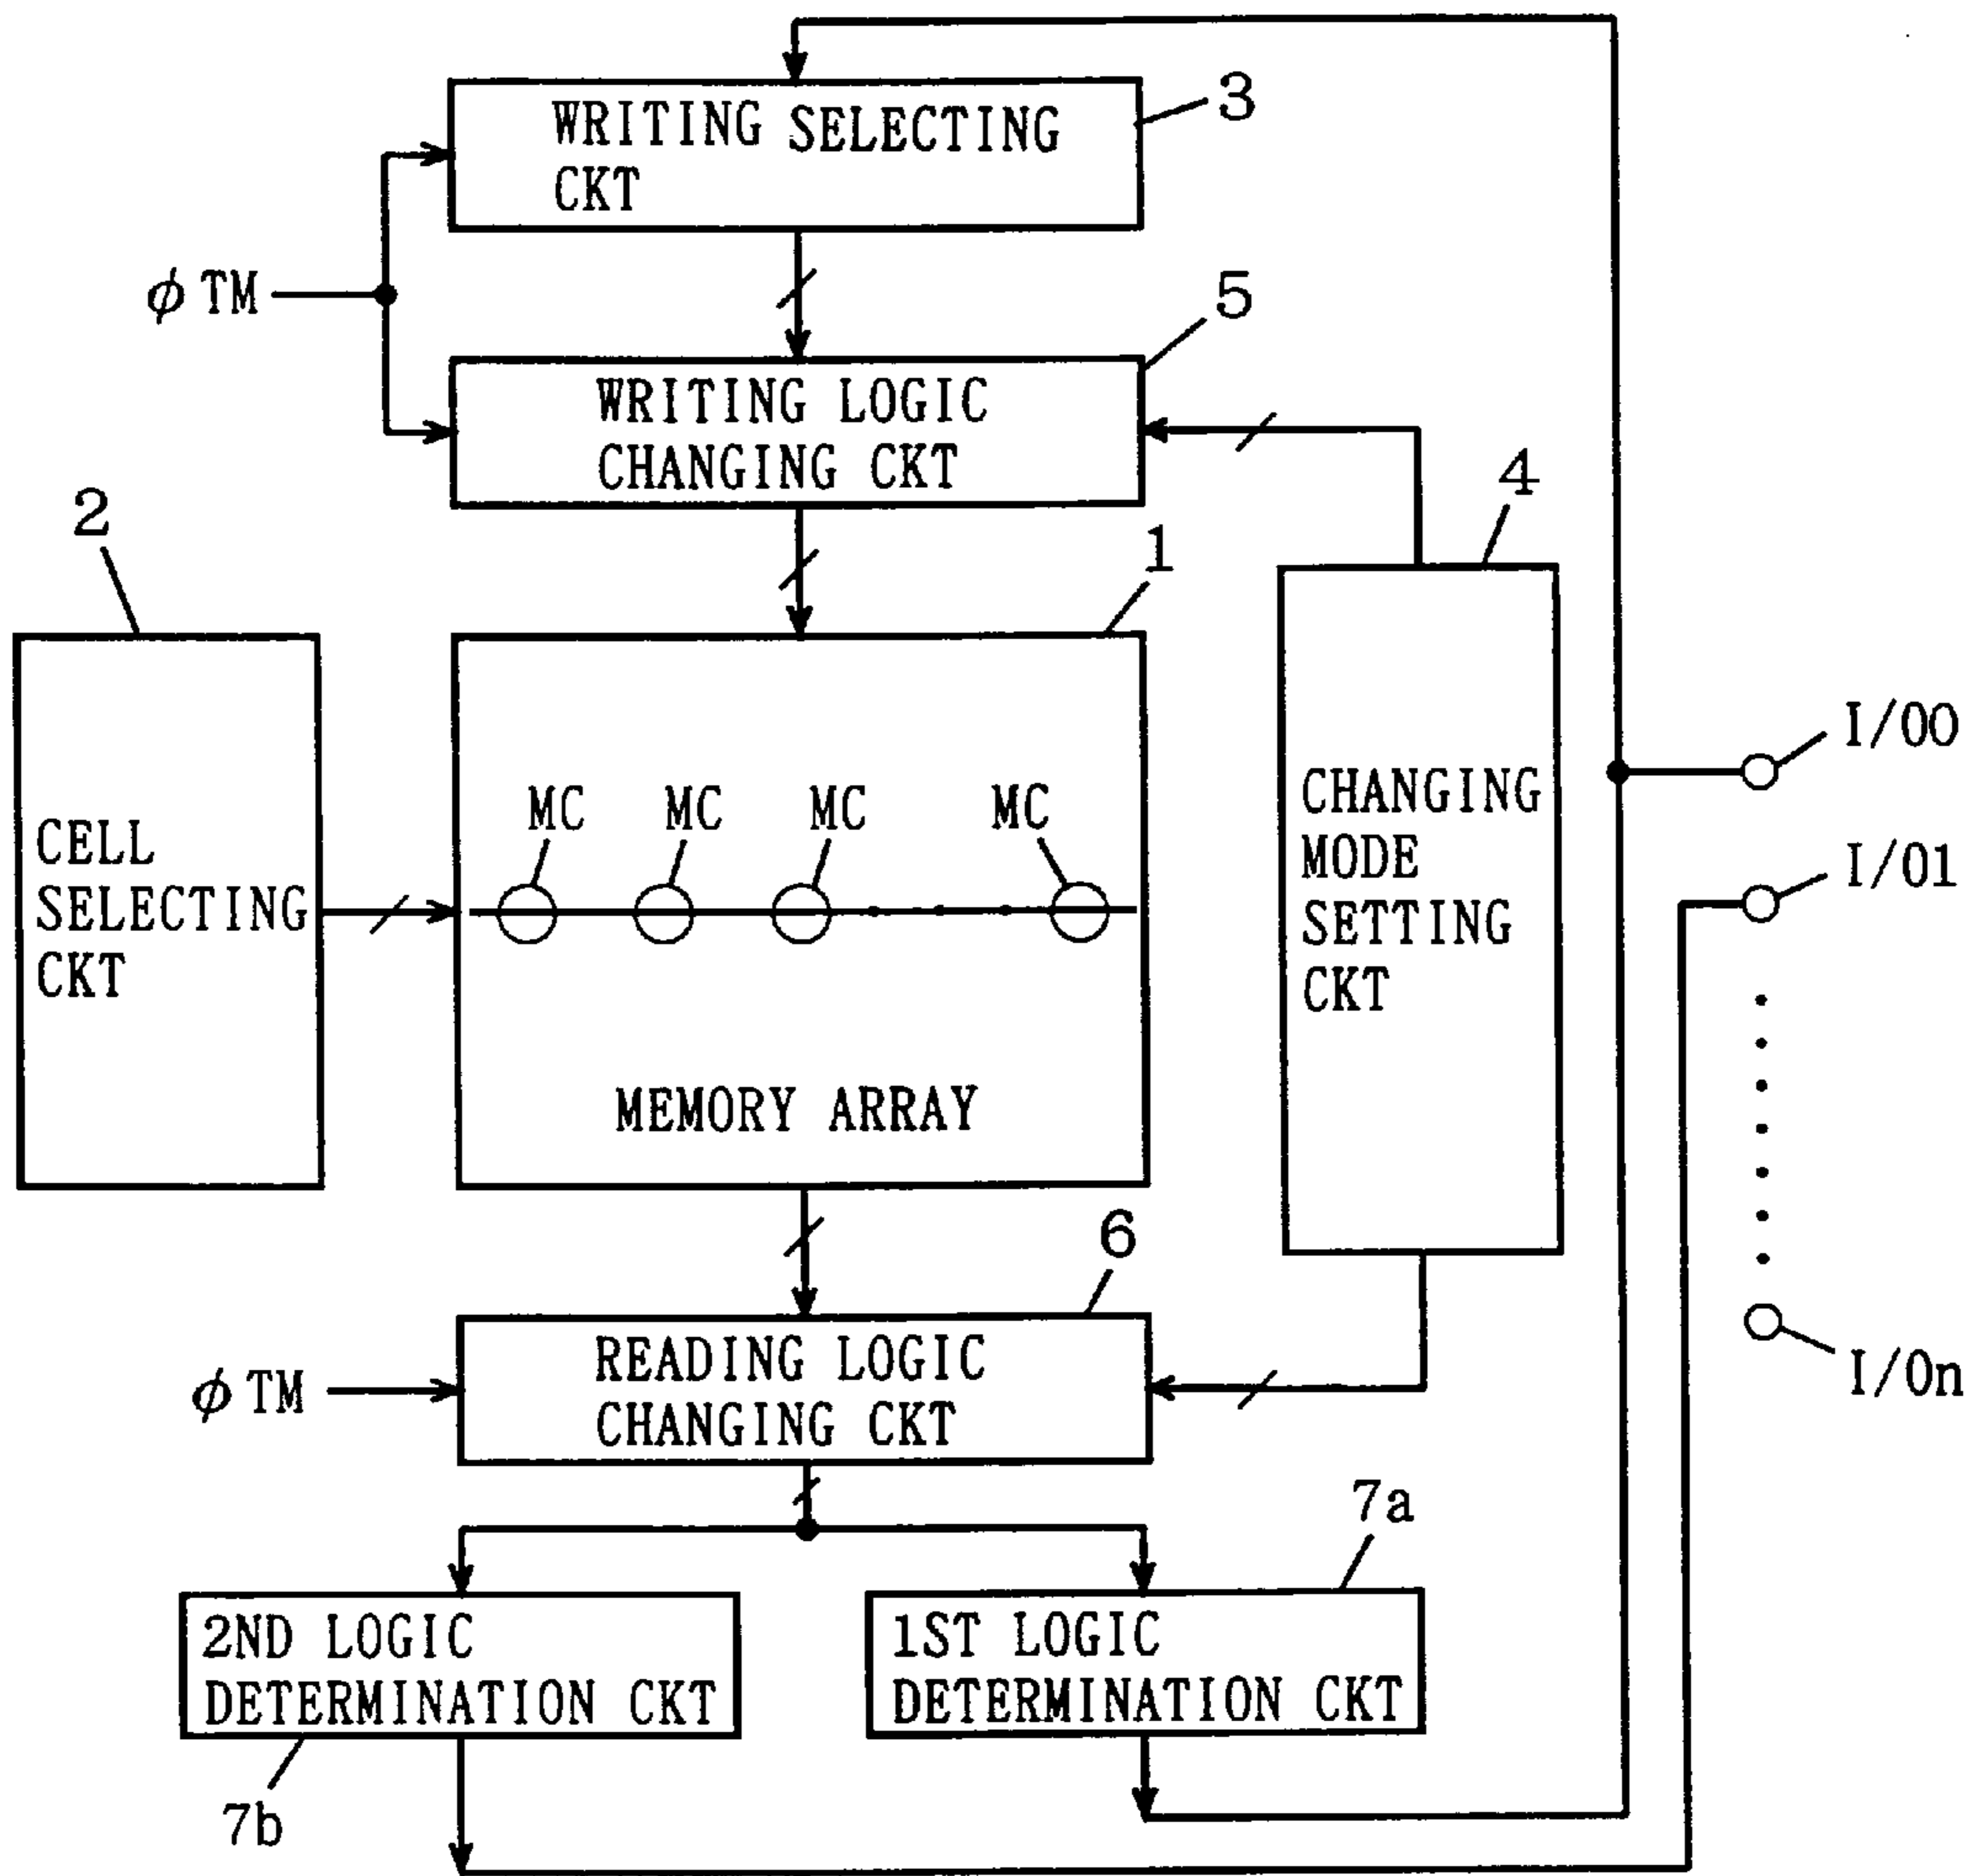 3
WRITING SELECTING
CKT
φTM
5
WRITING LOGIC
CHANGING CKT
4
2
1
I/O0
MC MC MC MC
CHANGING
MODE
SETTING
CKT
I/O1
CELL
SELECTING
CKT
MEMORY ARRAY
6
I/On
READING LOGIC
CHANGING CKT
φTM
7a
2ND LOGIC
DETERMINATION CKT
1ST LOGIC
DETERMINATION CKT
7b